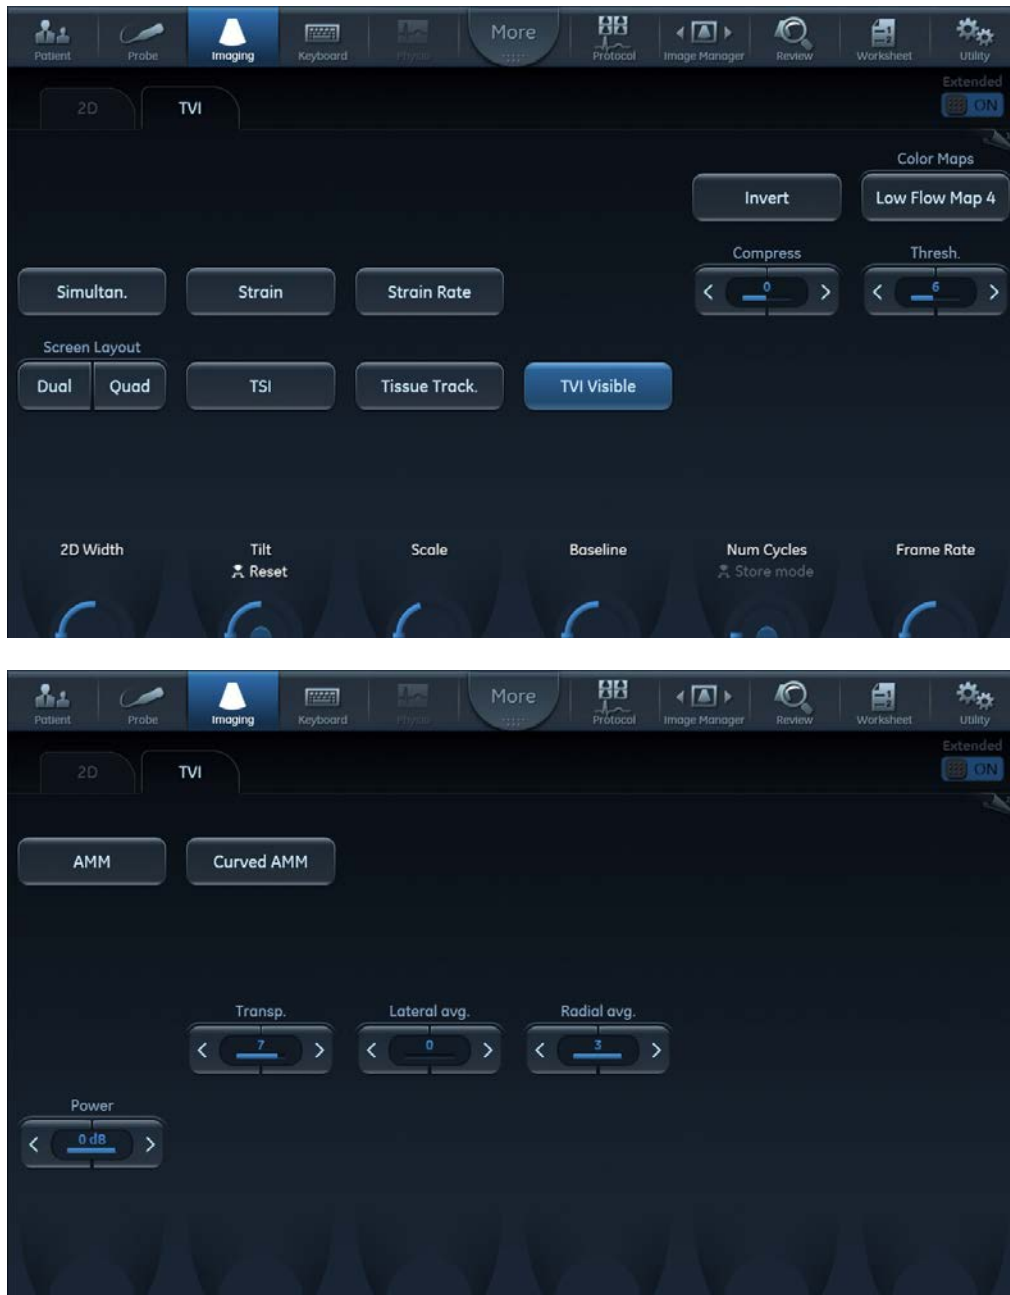 Patient Probe Imaging Keyboard Physio More Protocol Image Manager Review Worksheet Utility
Extended
2D TVI ON
Color Maps
Invert Low Flow Map 4
Compress Thresh.
Simultan. Strain Strain Rate < 0 > < 6 >
Screen Layout
Dual Quad TSI Tissue Track. TVI Visible
2D Width Tilt Scale Baseline Num Cycles Frame Rate
Reset Store mode
Patient Probe Imaging Keyboard Physio More Protocol Image Manager Review Worksheet Utility
Extended
2D TVI ON
AMM Curved AMM
Transp. Lateral avg. Radial avg.
< 7 > < 0 > < 3 >
Power
< 0 dB >